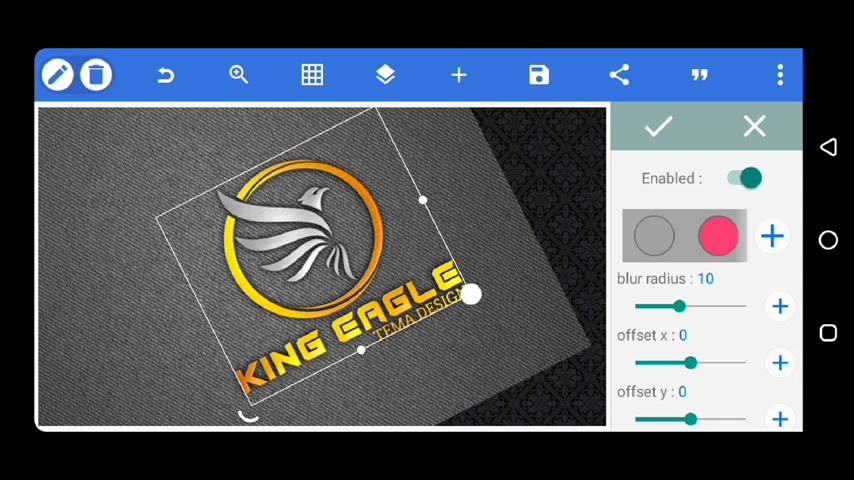 Enabled :
blur radius : 10
offset x : 0
offset y : 0
KING EAGLE
TEMA DESIGN